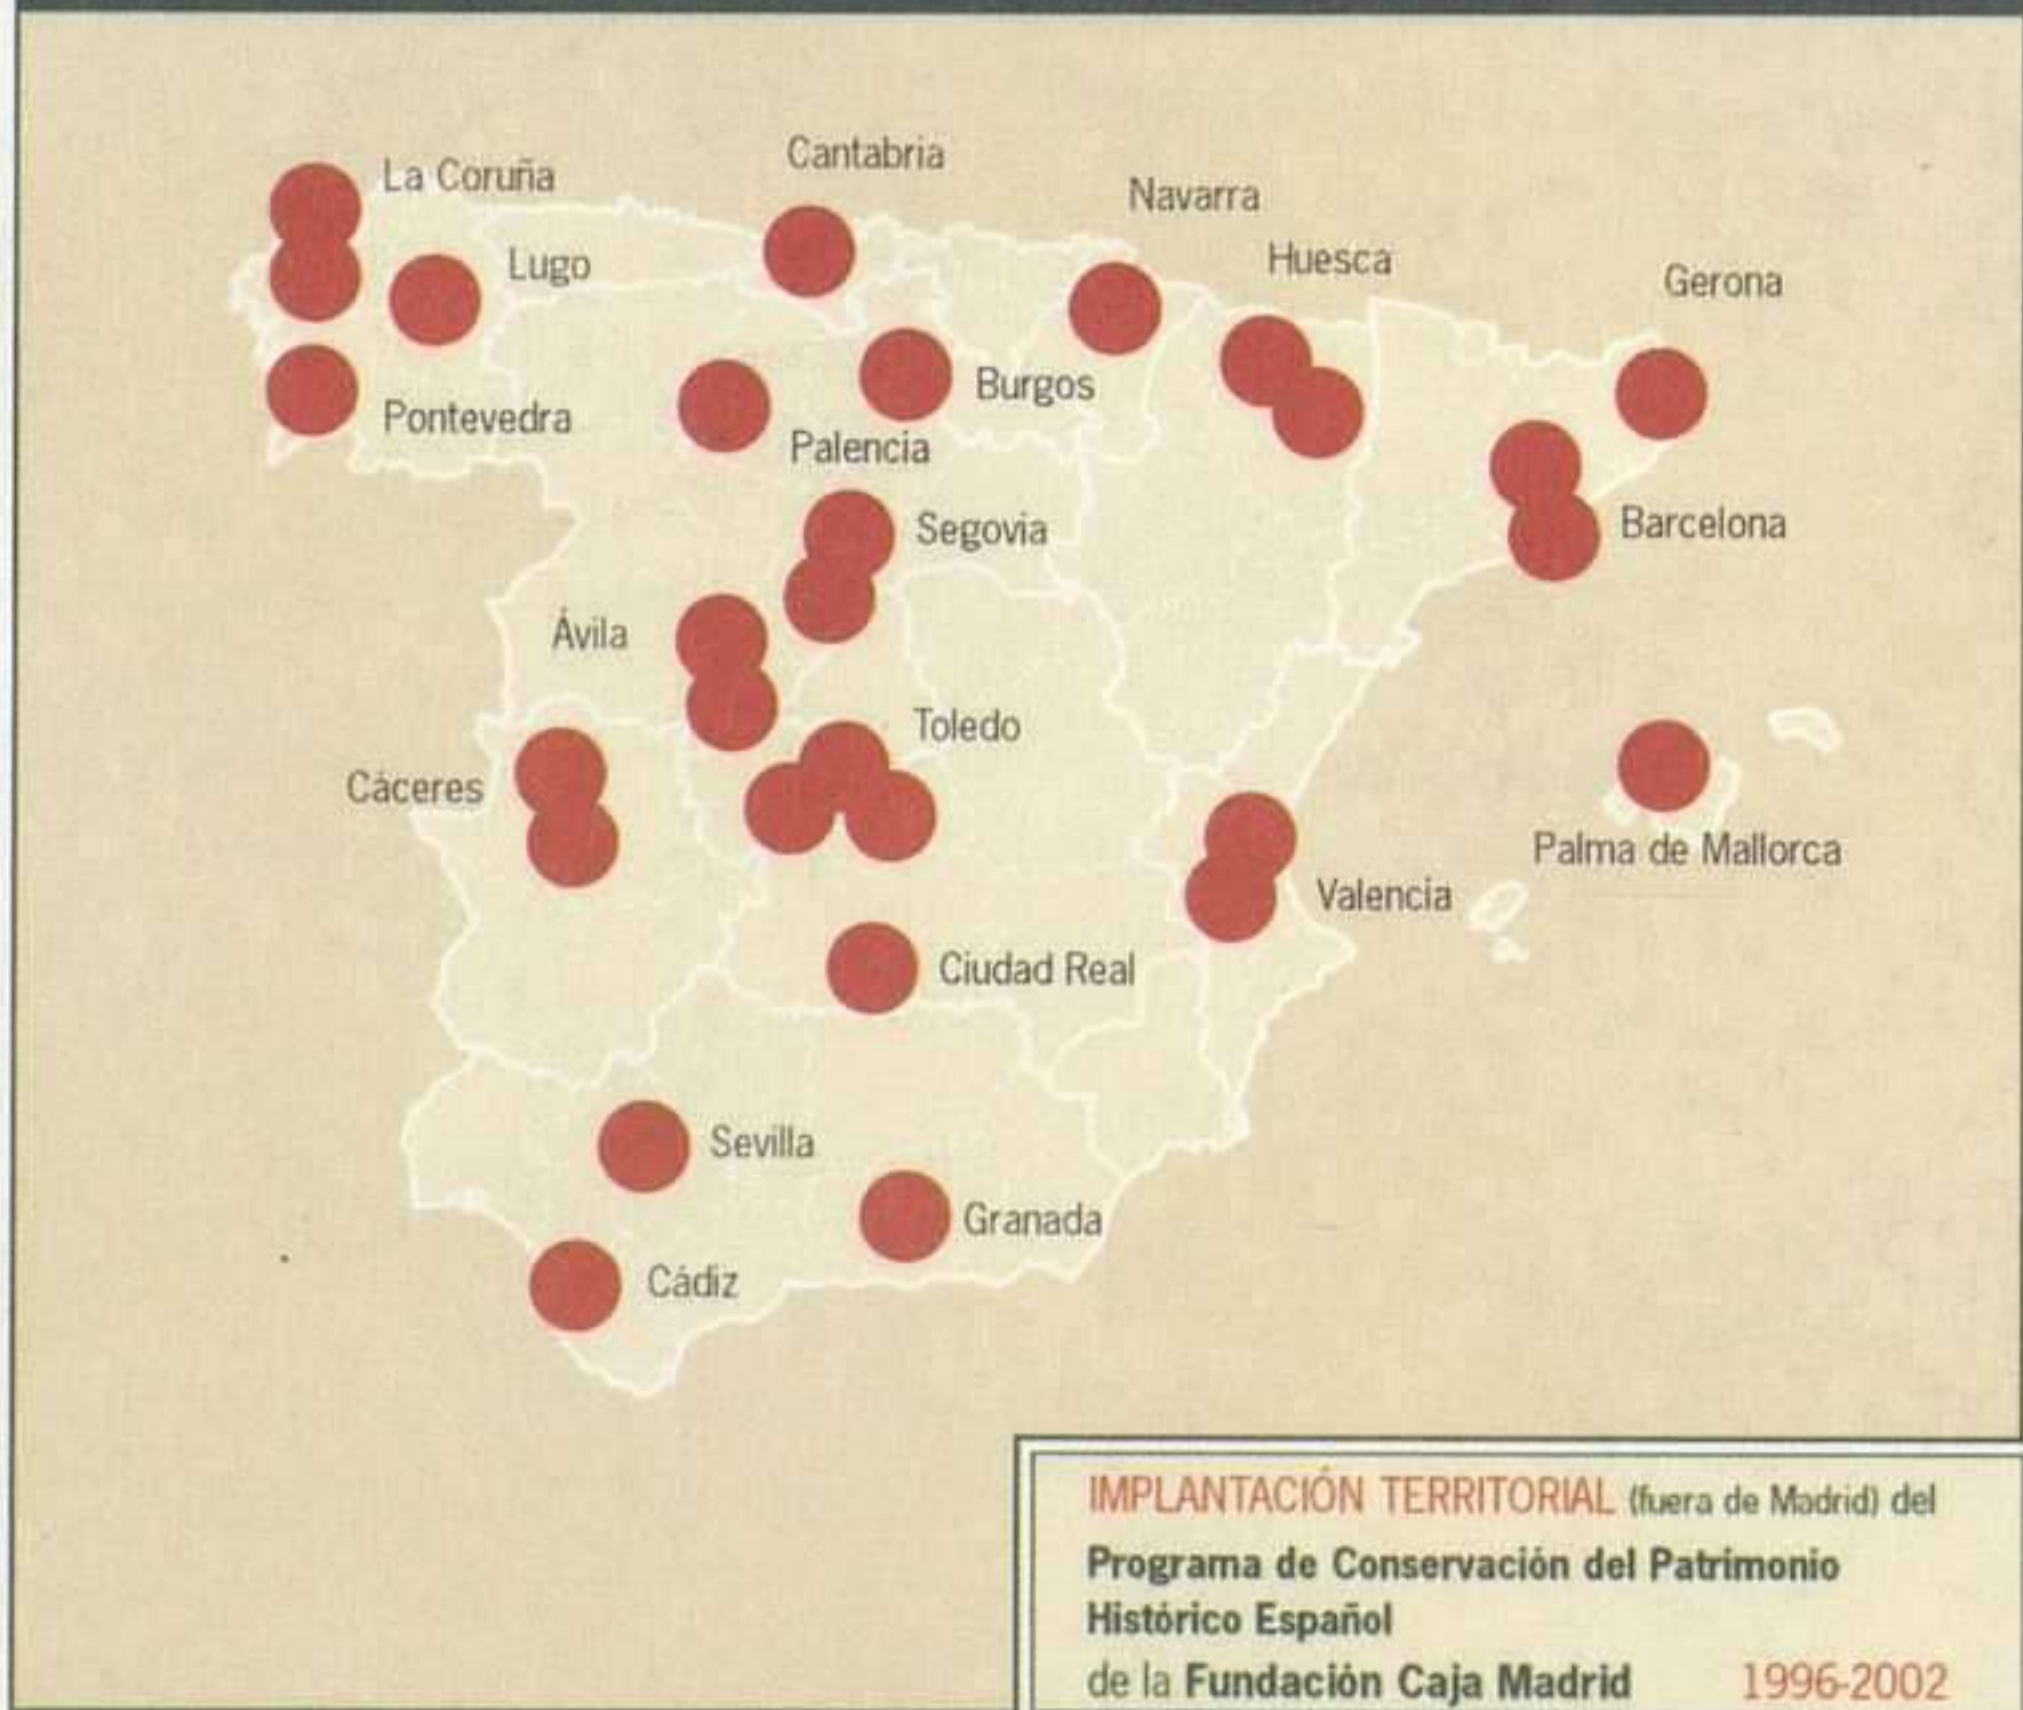 Cantabria
La Coruña
Navarra
Huesca
Lugo
Gerona
Burgos
Pontevedra
Palencia
Segovia
Barcelona
Ávila
Toledo
Cáceres
Palma de Mallorca
Valencia
Ciudad Real
Sevilla
Granada
Cádiz
IMPLANTACIÓN TERRITORIAL (fuera de Madrid) del
Programa de Conservación del Patrimonio
Histórico Español
de la Fundación Caja Madrid 1996-2002